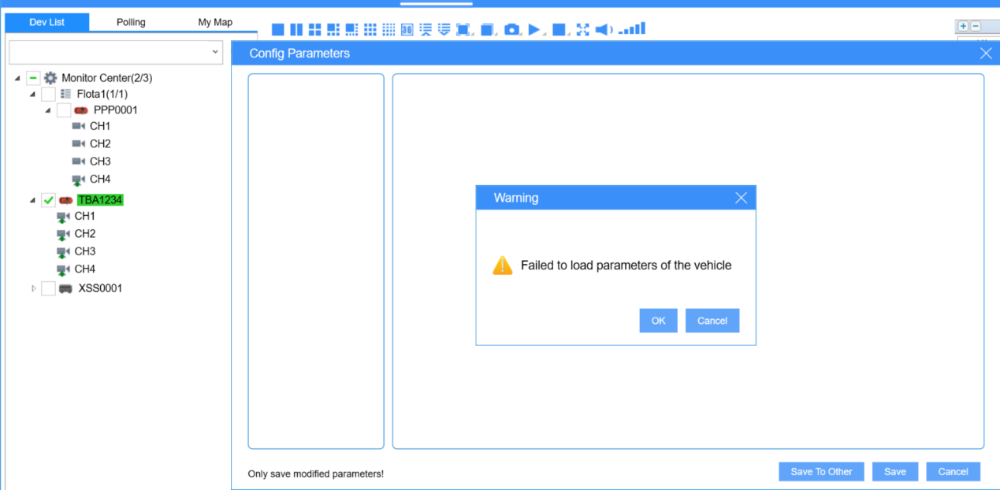 Dev List
Polling
My Map
36
Config Parameters
Monitor Center(2/3)
Flota1(1/1)
PPP0001
CH1
CH2
CH3
CH4
TBA1234
CH1
CH2
CH3
CH4
XSS0001
Warning
Failed to load parameters of the vehicle
OK
Cancel
Only save modified parameters!
Save To Other
Save
Cancel